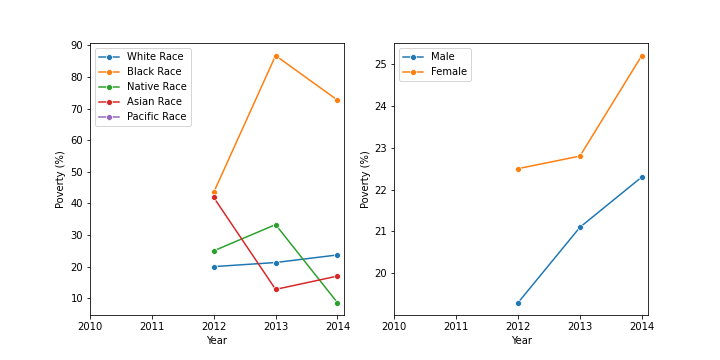 90
80
70
60
50
40
30
20
10
Poverty (%)
2010 2011 2012 2013 2014
Year
White Race
Black Race
Native Race
Asian Race
Pacific Race
25
24
23
22
21
20
Poverty (%)
2010 2011 2012 2013 2014
Year
Male
Female